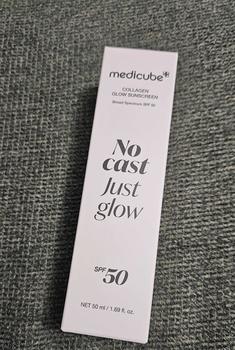 medicube
COLLAGEN
GLOW SUNSCREEN
Broad Spectrum SPF 50
No
cast
Just
glow
SPF 50
NET 50 ml / 1.69 fl. oz.